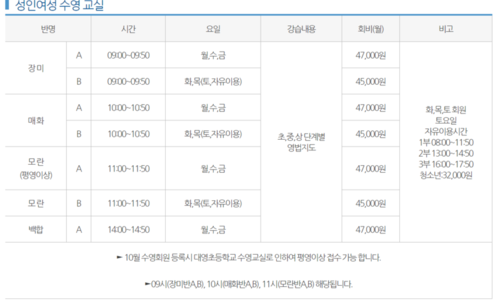 성인여성 수영 교실
반명 시간 요일 강습내용 회비(월) 비고
장미 A 09:00~09:50 월,수,금 47,000원
B 09:00~09:50 화,목(토,자유이용) 45,000원
매화 A 10:00~10:50 월,수,금 47,000원
B 10:00~10:50 화,목(토,자유이용) 45,000원
모란
(평영이상) A 11:00~11:50 월,수,금 47,000원
모란 B 11:00~11:50 화,목(토,자유이용) 45,000원
백합 A 14:00~14:50 월,수,금 47,000원
초,중,상 단계별
영법지도
화,목,토 회원
토요일
자유이용시간
1부 08:00~11:50
2부 13:00~14:50
3부 16:00~17:50
청소년:32,000원
► 10월 수영회원 등록시 대영초등학교 수영교실로 인하여 평영이상 접수 가능 합니다.
►09시(장미반A,B), 10시(매화반A,B), 11시(모란반A,B) 해당됩니다.